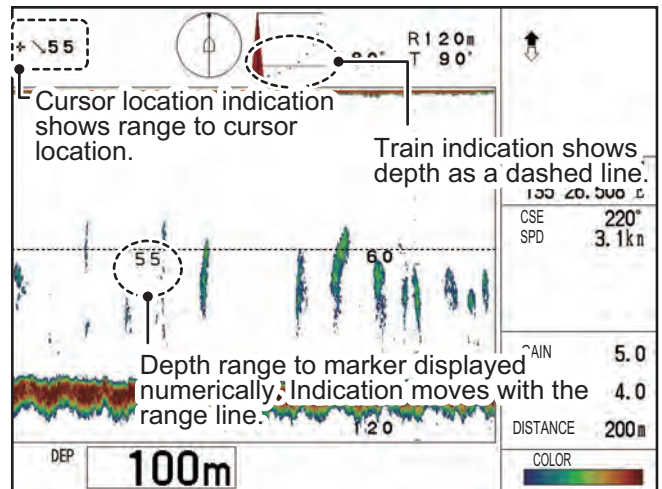 + ↘55
R120m
T 90°
Cursor location indication
shows range to cursor
location.
Train indication shows
depth as a dashed line.
CSE 220°
SPD 3.1kn
55
60
Depth range to marker displayed
numerically. Indication moves with the
range line.
5.0
4.0
120
DISTANCE 200m
DEP 100m
COLOR